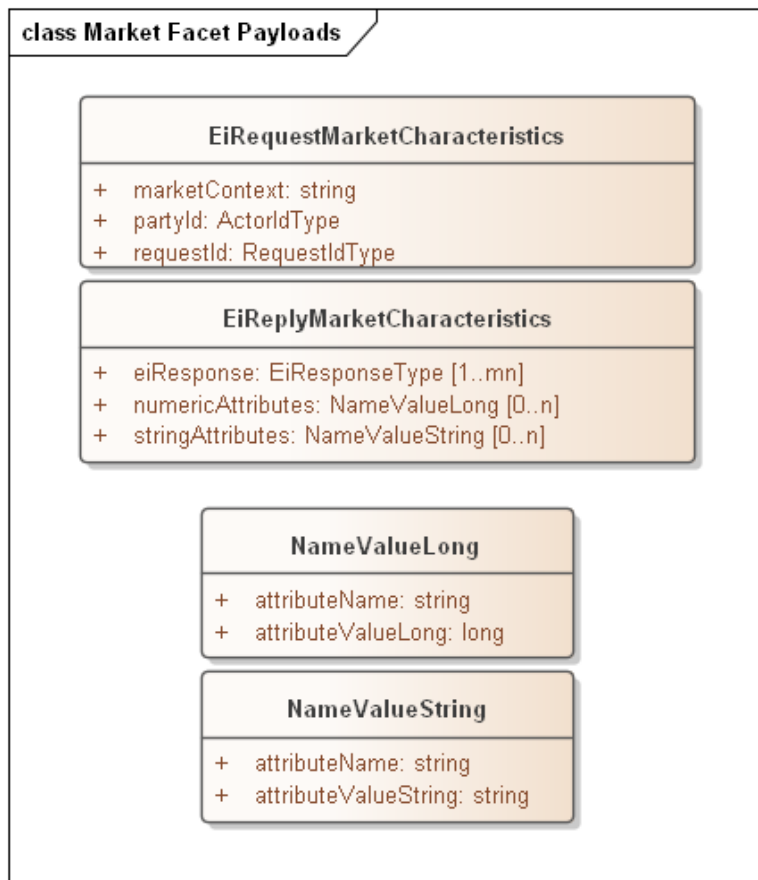 class Market Facet Payloads
EiRequestMarketCharacteristics
+ marketContext: string
+ partyId: ActorIdType
+ requestId: RequestIdType
EiReplyMarketCharacteristics
+ eiResponse: EiResponseType [1..mn]
+ numericAttributes: NameValueLong [0..n]
+ stringAttributes: NameValueString [0..n]
NameValueLong
+ attributeName: string
+ attributeValueLong: long
NameValueString
+ attributeName: string
+ attributeValueString: string